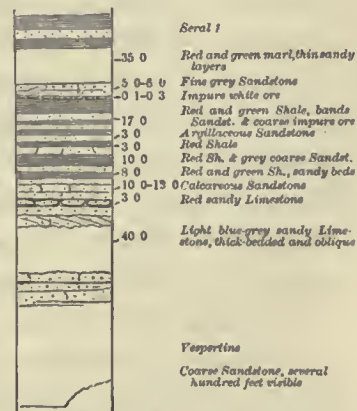 Seral 1
35 0 Red and green marl, thin sandy
layers
5 0-6 0 Fine grey Sandstone
0 1-0 3 Impure white ore
Red and green Shale, bands
17 0 Sandst. & coarse impure ore
3 0 Argillaceous Sandstone
3 0 Red Shale
10 0 Red Sh. & grey coarse Sandst.
8 0 Red and green Sh., sandy beds
10 0-13 0 Calcareous Sandstone
3 0 Red sandy Limestone
40 0 Light blue-grey sandy Lime-
stone, thick-bedded and oblique
Vespertine
Coarse Sandstone, several
hundred feet visible